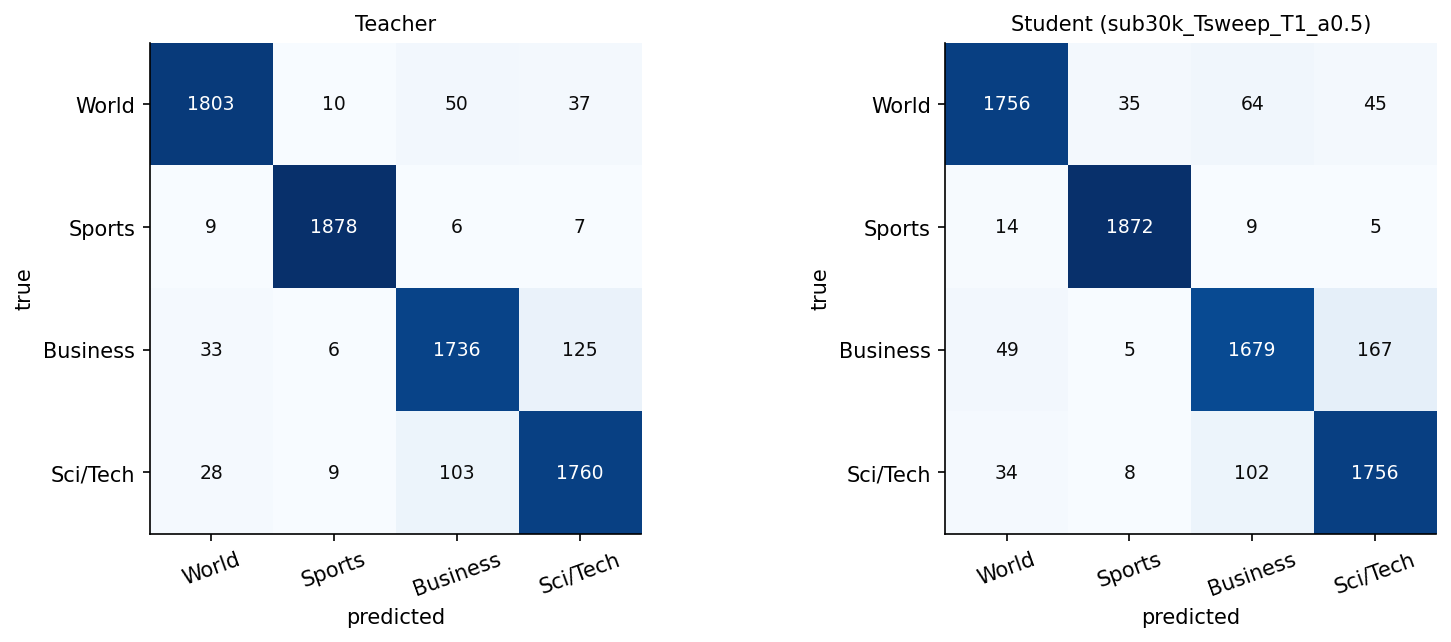 Teacher
World 1803 10 50 37
Sports 9 1878 6 7
Business 33 6 1736 125
Sci/Tech 28 9 103 1760
World Sports Business Sci/Tech
predicted
true
Student (sub30k_Tsweep_T1_a0.5)
World 1756 35 64 45
Sports 14 1872 9 5
Business 49 5 1679 167
Sci/Tech 34 8 102 1756
World Sports Business Sci/Tech
predicted
true